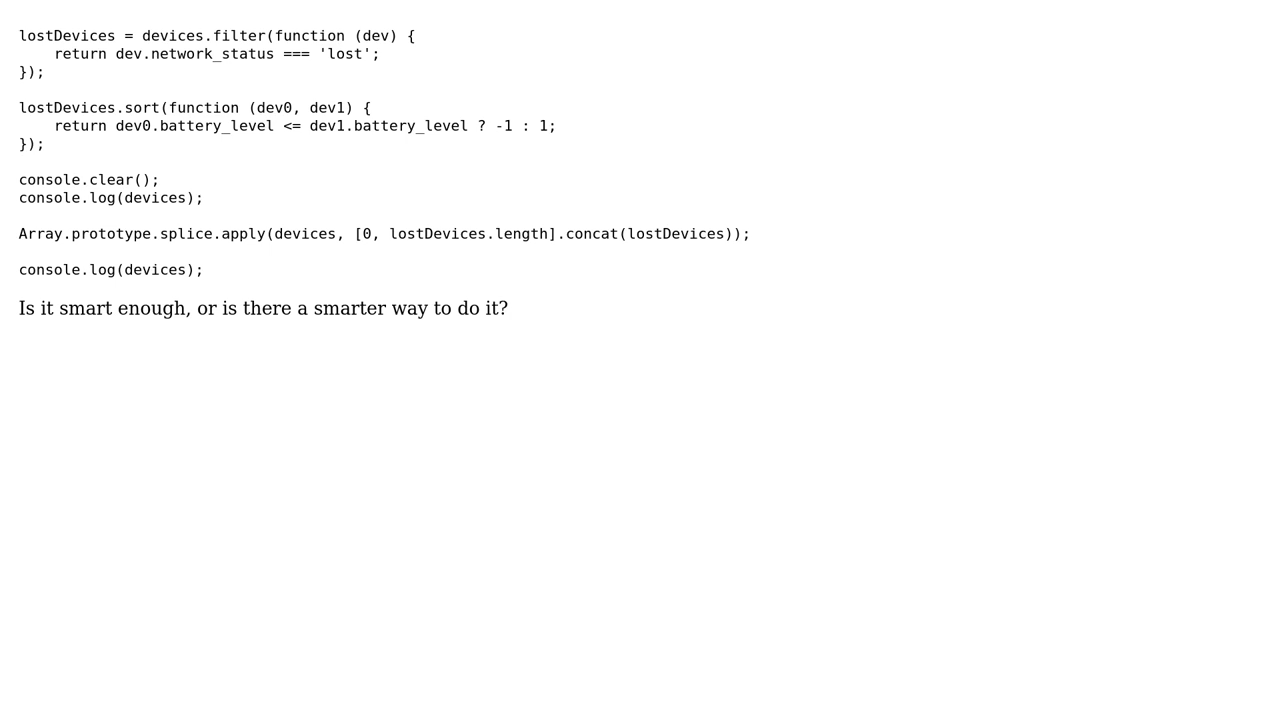 lostDevices = devices.filter(function (dev) {
    return dev.network_status === 'lost';
});

lostDevices.sort(function (dev0, dev1) {
    return dev0.battery_level <= dev1.battery_level ? -1 : 1;
});

console.clear();
console.log(devices);

Array.prototype.splice.apply(devices, [0, lostDevices.length].concat(lostDevices));

console.log(devices);

Is it smart enough, or is there a smarter way to do it?